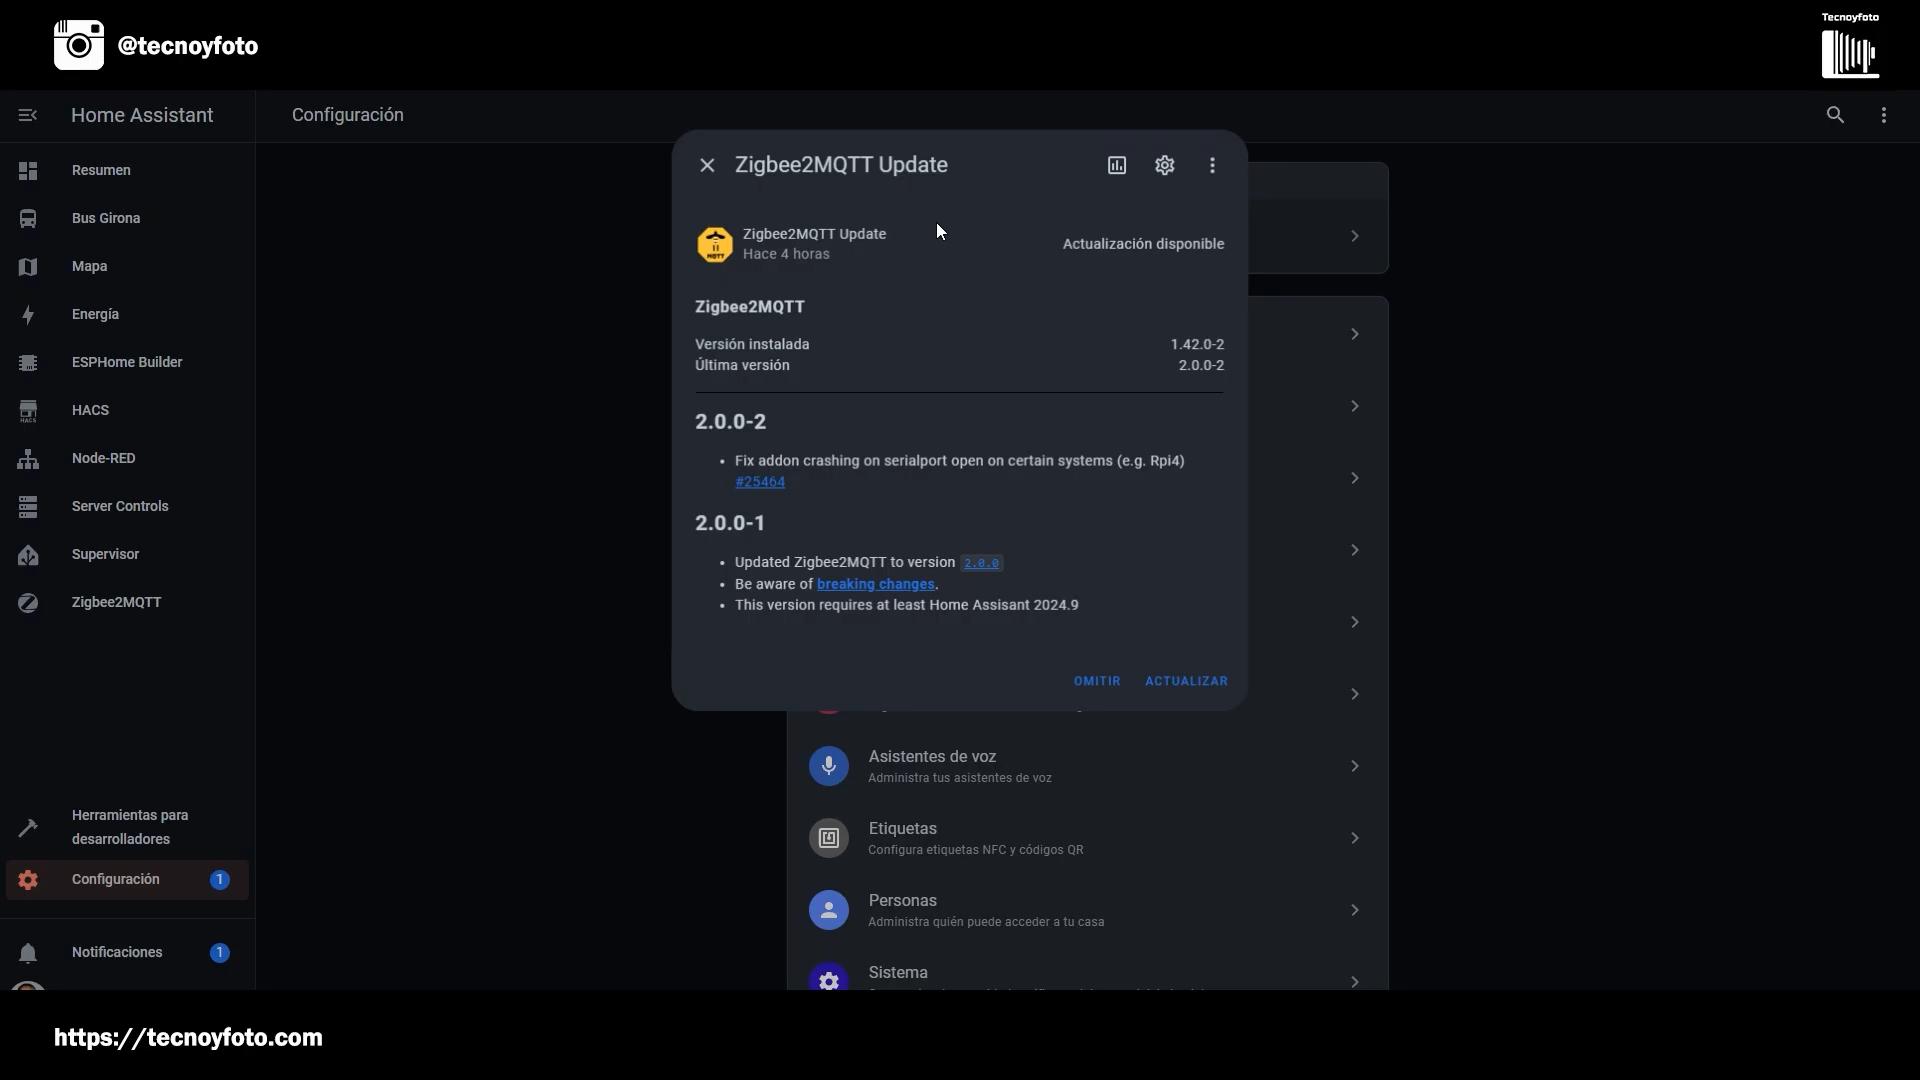 @tecnoyfoto
Tecnoyfoto
Home Assistant
Configuración
Resumen
Bus Girona
Mapa
Energía
ESPHome Builder
HACS
HACS
Node-RED
Server Controls
Supervisor
Zigbee2MQTT
Herramientas para
desarrolladores
Configuración 1
Notificaciones 1
Zigbee2MQTT Update
MQTT
Zigbee2MQTT Update
Hace 4 horas
Actualización disponible
Zigbee2MQTT
Versión instalada 1.42.0-2
Última versión 2.0.0-2
2.0.0-2
• Fix addon crashing on serialport open on certain systems (e.g. Rpi4)
#25464
2.0.0-1
• Updated Zigbee2MQTT to version 2.0.0
• Be aware of breaking changes.
• This version requires at least Home Assisant 2024.9
OMITIR ACTUALIZAR
Asistentes de voz
Administra tus asistentes de voz
Etiquetas
Configura etiquetas NFC y códigos QR
Personas
Administra quién puede acceder a tu casa
Sistema
https://tecnoyfoto.com